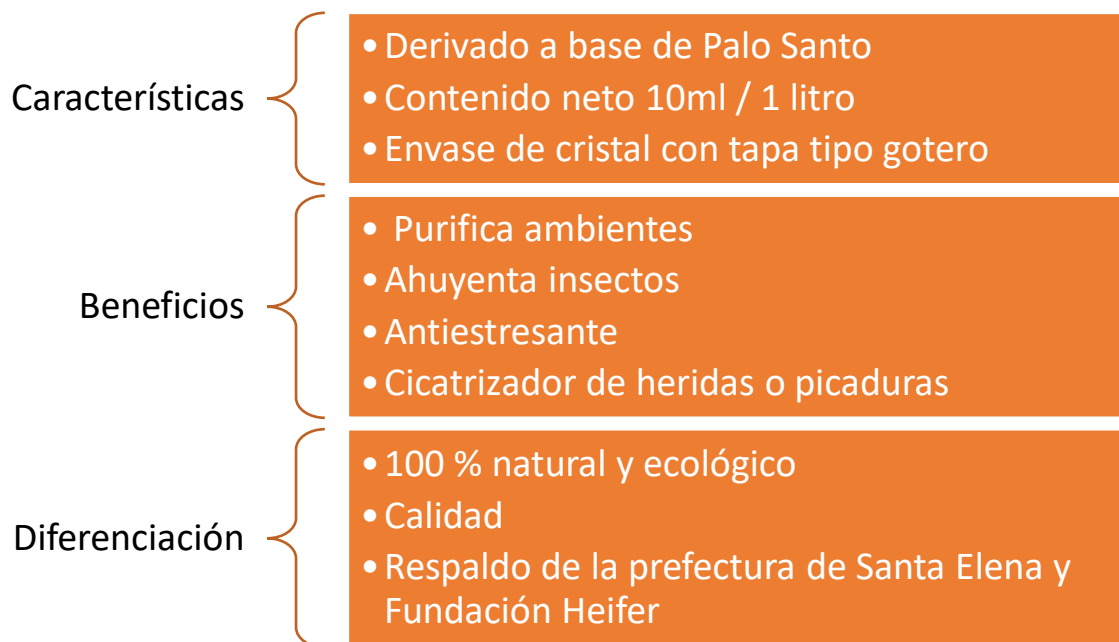 Características
• Derivado a base de Palo Santo
• Contenido neto 10ml / 1 litro
• Envase de cristal con tapa tipo gotero
Beneficios
• Purifica ambientes
• Ahuyenta insectos
• Antiestresante
• Cicatrizador de heridas o picaduras
Diferenciación
• 100 % natural y ecológico
• Calidad
• Respaldo de la prefectura de Santa Elena y
Fundación Heifer